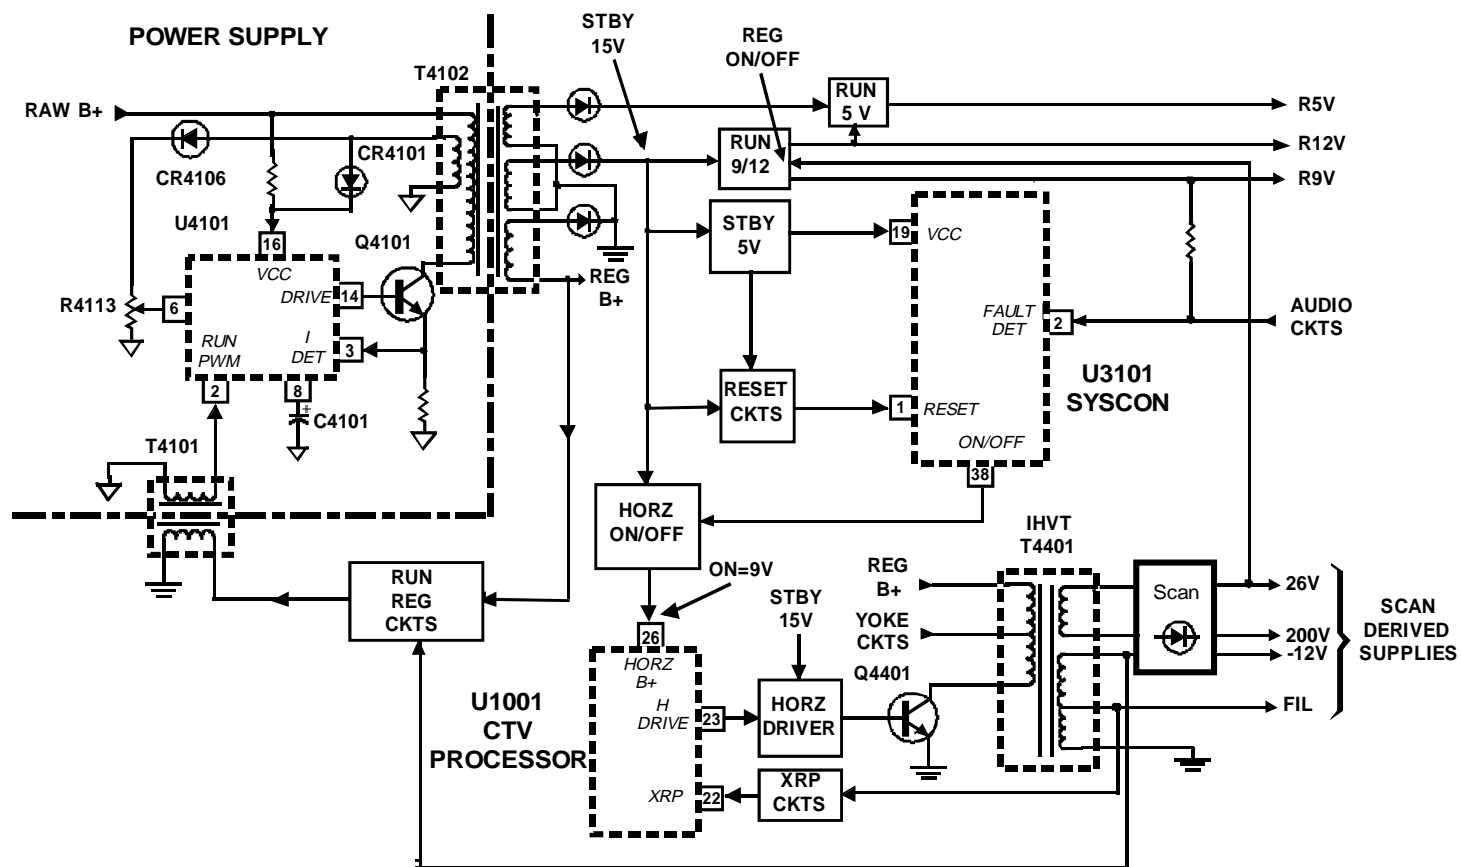 POWER SUPPLY
STBY
15V
REG
ON/OFF
T4102
RAW B+
RUN
5 V
R5V
CR4106
CR4101
RUN
9/12
R12V
R9V
U4101
16
VCC
Q4101
STBY
5V
19
VCC
DRIVE
14
REG
B+
R4113
6
RUN
PWM
I
DET
3
FAULT
DET
2
AUDIO
CKTS
2
8
+
C4101
RESET
CKTS
1
RESET
U3101
SYSCON
T4101
ON/OFF
38
HORZ
ON/OFF
IHVT
T4401
RUN
REG
CKTS
ON=9V
REG
B+
Scan
26V
STBY
15V
26
YOKE
CKTS
200V
-12V
SCAN
DERIVED
SUPPLIES
HORZ
B+
Q4401
U1001
CTV
PROCESSOR
H
DRIVE
23
HORZ
DRIVER
FIL
XRP
22
XRP
CKTS